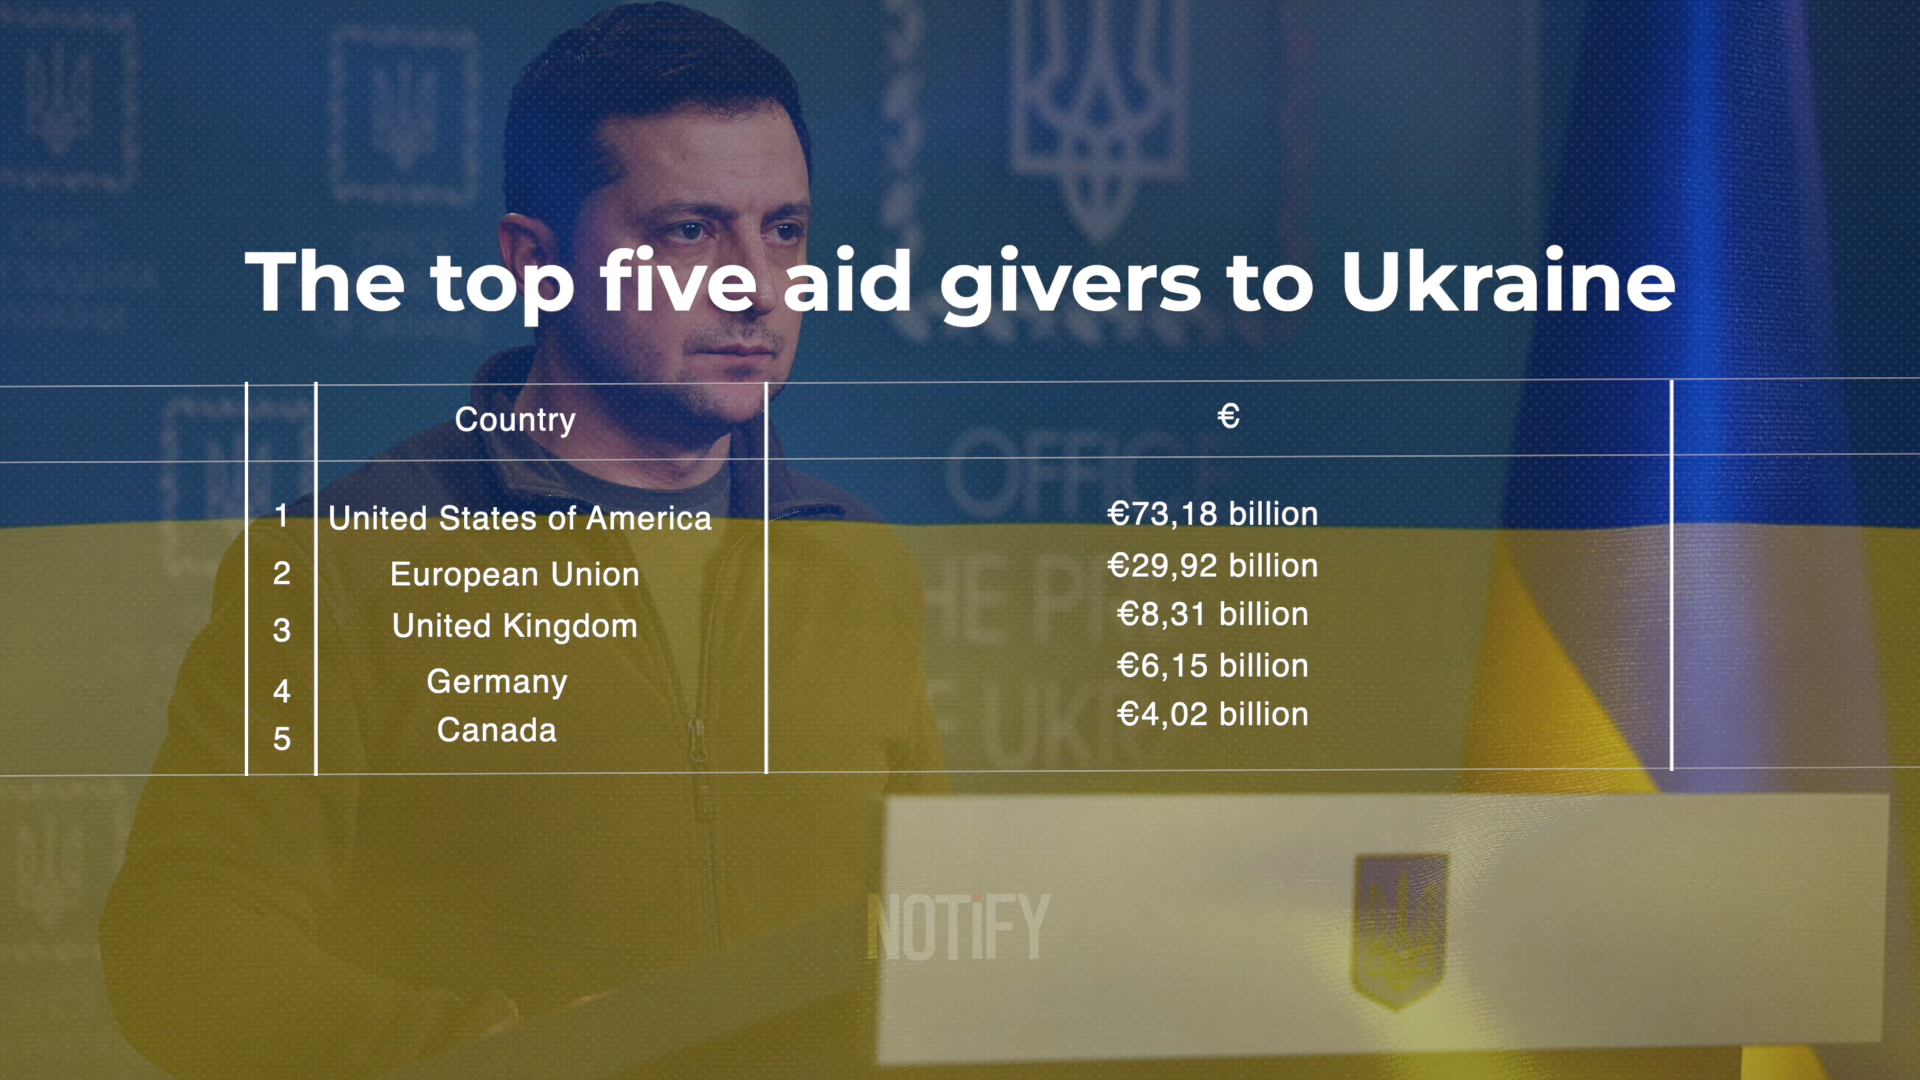 The top five aid givers to Ukraine
Country €
1 United States of America €73,18 billion
2 European Union €29,92 billion
3 United Kingdom €8,31 billion
4 Germany €6,15 billion
5 Canada €4,02 billion
OFFICE
NOTiFY